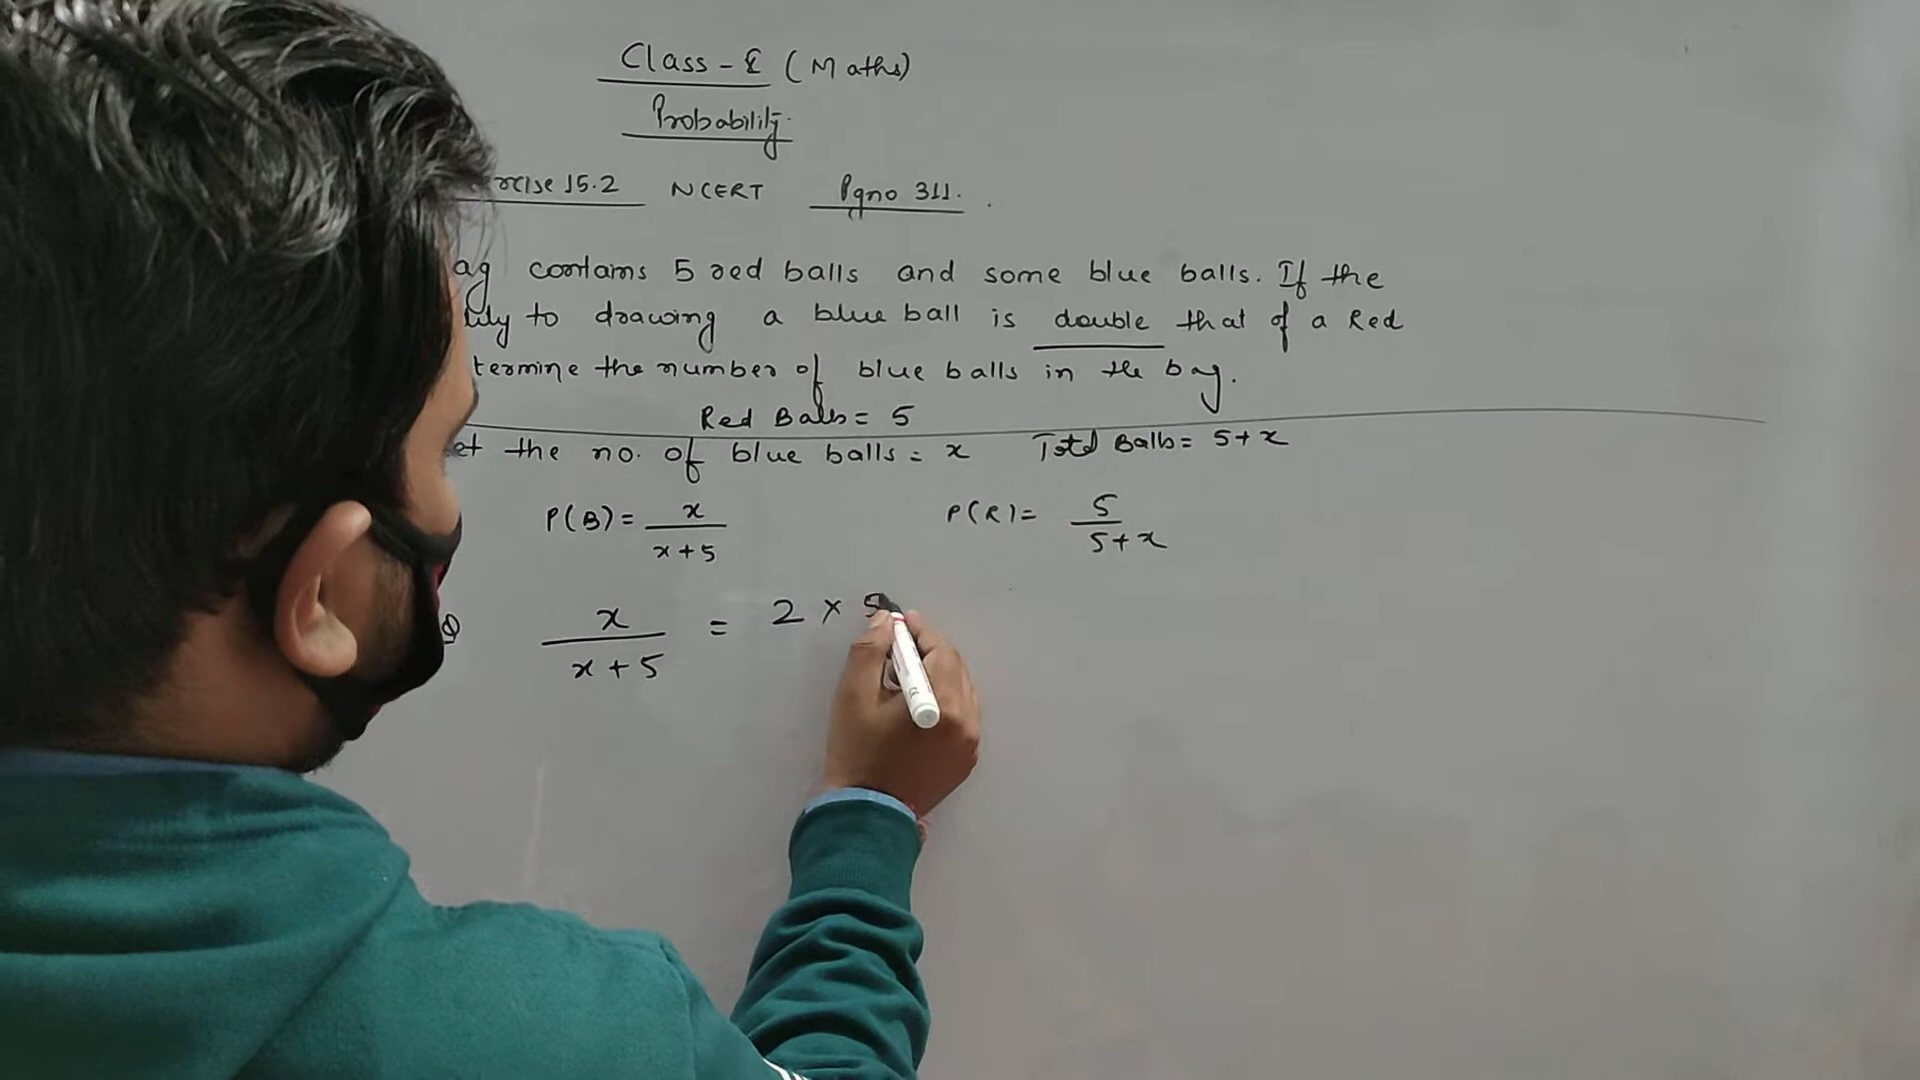 Class - X (Maths)
Probability.
rcise 15.2 NCERT Pgno 311.
ag contains 5 red balls and some blue balls. If the
lity to drawing a blue ball is double that of a Red
termine the number of blue balls in the bag.
Red Balls = 5
et the no. of blue balls = x Total Balls = 5+x
P(B) = x / x+5 P(R) = 5 / 5+x
x / x+5 = 2 × 5